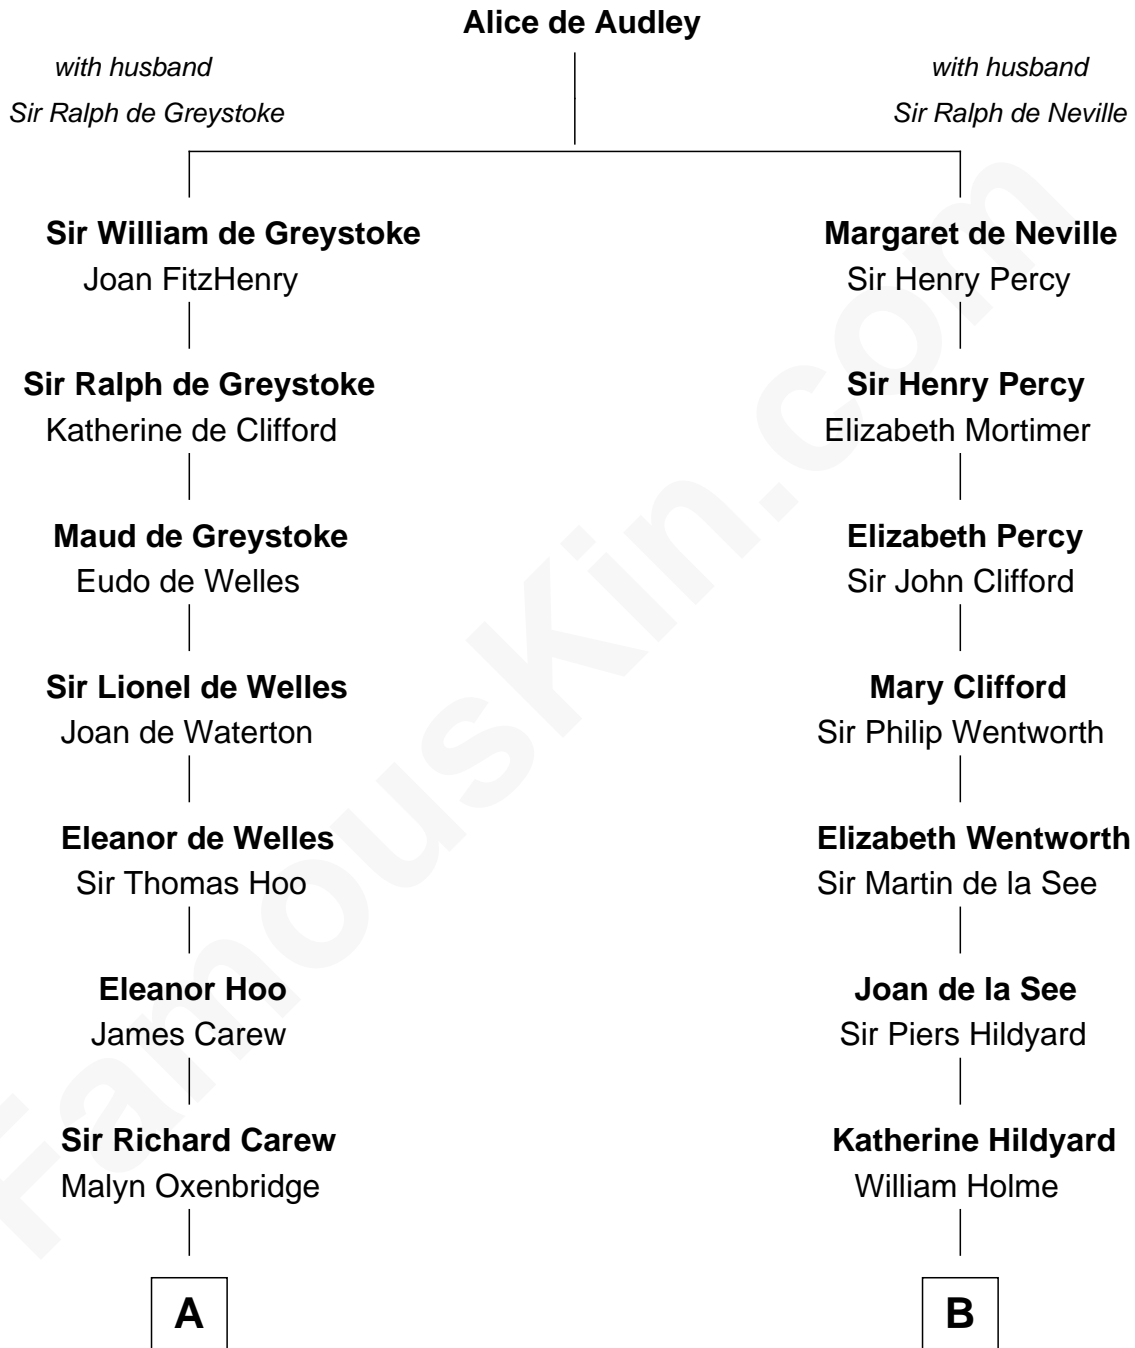 Alice de Audley
with husband
Sir Ralph de Greystoke
with husband
Sir Ralph de Neville
Sir William de Greystoke
Joan FitzHenry
Margaret de Neville
Sir Henry Percy
Sir Ralph de Greystoke
Katherine de Clifford
Sir Henry Percy
Elizabeth Mortimer
Maud de Greystoke
Eudo de Welles
Elizabeth Percy
Sir John Clifford
Sir Lionel de Welles
Joan de Waterton
Mary Clifford
Sir Philip Wentworth
Eleanor de Welles
Sir Thomas Hoo
Elizabeth Wentworth
Sir Martin de la See
Eleanor Hoo
James Carew
Joan de la See
Sir Piers Hildyard
Sir Richard Carew
Malyn Oxenbridge
Katherine Hildyard
William Holme
A
B
FamousKin.com